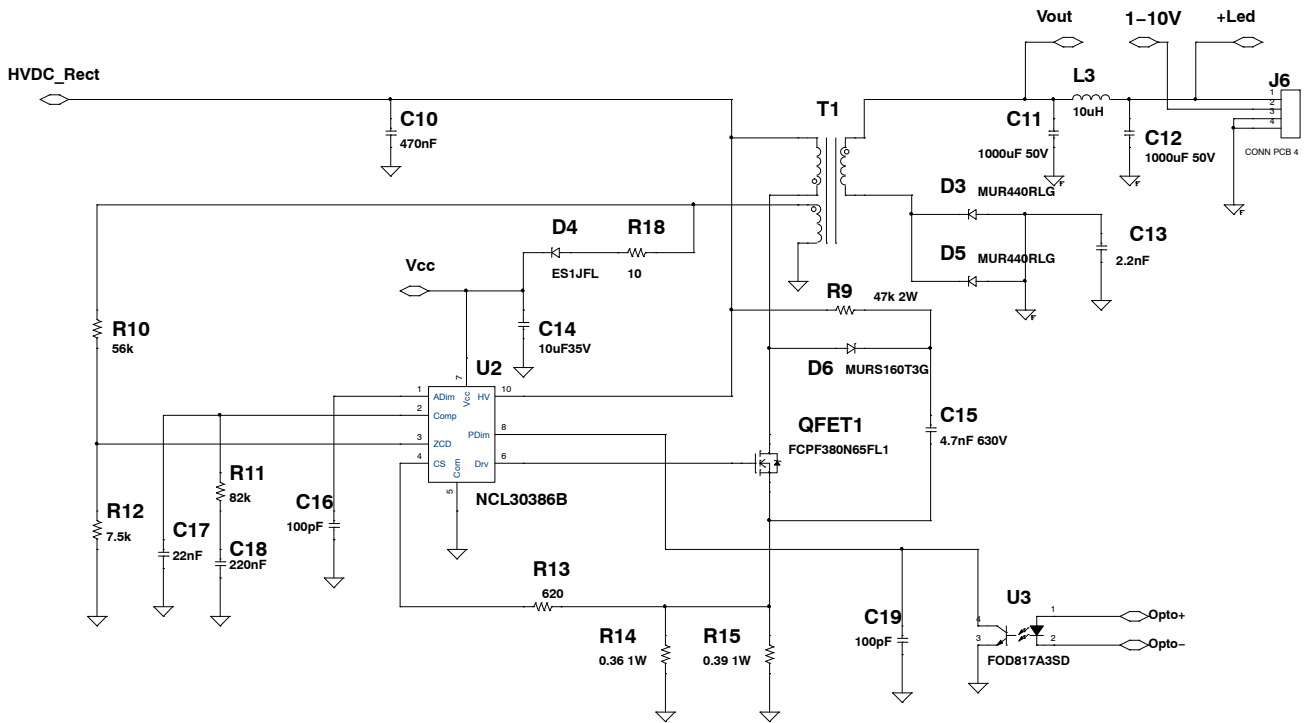 Vout
1–10V
+Led
HVDC_Rect
L3
J6
1
10uH
T1
2
3
4
C10
470nF
C11
1000uF 50V
F
C12
1000uF 50V
F
CONN PCB 4
D3
MUR440RLG
F
D4
R18
ES1JFL
10
C13
2.2nF
D5
MUR440RLG
Vcc
R9
47k 2W
F
R10
56k
C14
10uF35V
D6
MURS160T3G
U2
7
1
ADim
Vcc
HV
10
2
Comp
PDim
8
3
ZCD
4
CS
Com
Drv
6
5
NCL30386B
QFET1
FCPF380N65FL1
C15
4.7nF 630V
R11
82k
C16
100pF
R12
7.5k
C17
22nF
C18
220nF
R13
620
R14
0.36 1W
R15
0.39 1W
C19
100pF
U3
4
1
Opto+
3
2
Opto–
FOD817A3SD